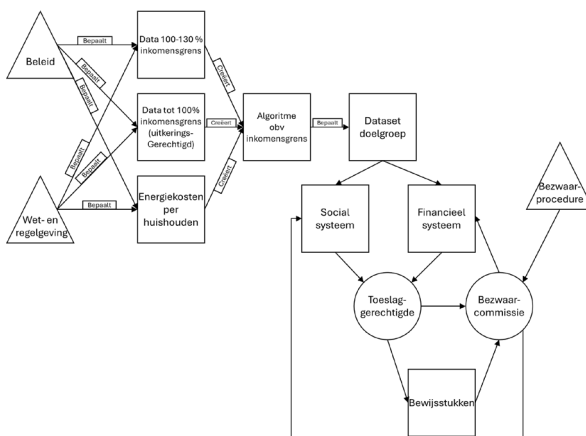 Beleid
Wet- en
regelgeving
Bepaalt
Bepaalt
Bepaalt
Bepaalt
Bepaalt
Bepaalt
Data 100-130 %
inkomensgrens
Data tot 100%
inkomensgrens
(uitkerings-
Gerechtigd)
Energiekosten
per
huishouden
Creëert
Creëert
Creëert
Algoritme
obv
inkomensgrens
Bepaalt
Dataset
doelgroep
Social
systeem
Financieel
systeem
Bezwaar-
procedure
Toeslag-
gerechtigde
Bezwaar-
commissie
Bewijsstukken